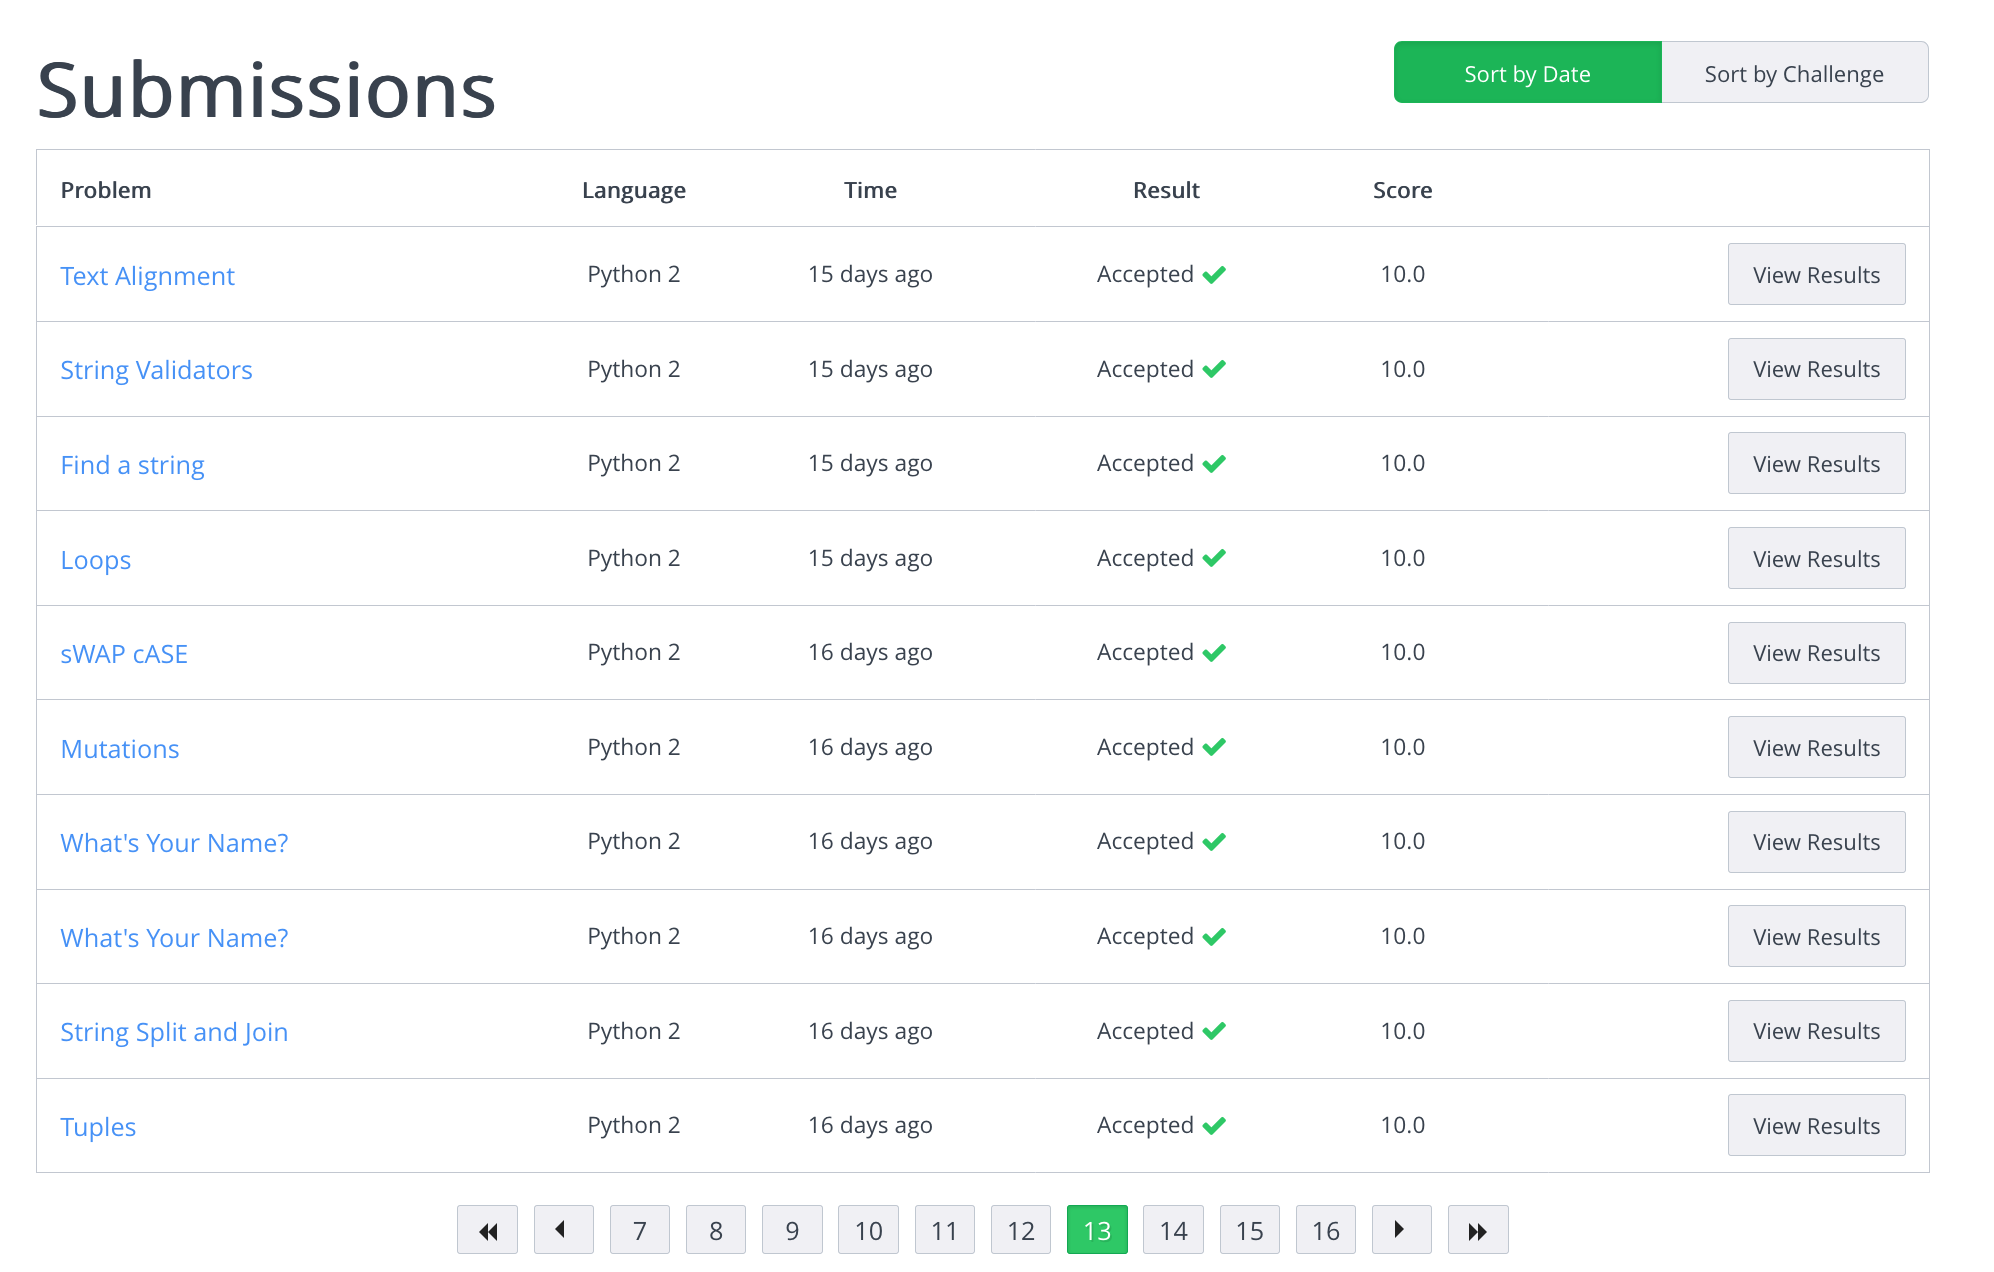 Submissions
Sort by Date Sort by Challenge
Problem Language Time Result Score
Text Alignment Python 2 15 days ago Accepted 10.0 View Results
String Validators Python 2 15 days ago Accepted 10.0 View Results
Find a string Python 2 15 days ago Accepted 10.0 View Results
Loops Python 2 15 days ago Accepted 10.0 View Results
sWAP cASE Python 2 16 days ago Accepted 10.0 View Results
Mutations Python 2 16 days ago Accepted 10.0 View Results
What's Your Name? Python 2 16 days ago Accepted 10.0 View Results
What's Your Name? Python 2 16 days ago Accepted 10.0 View Results
String Split and Join Python 2 16 days ago Accepted 10.0 View Results
Tuples Python 2 16 days ago Accepted 10.0 View Results
7 8 9 10 11 12 13 14 15 16